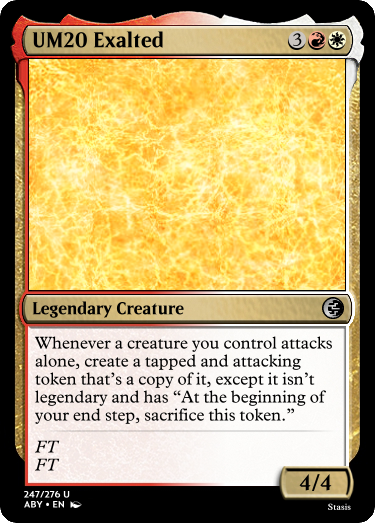 UM20 Exalted 3
Legendary Creature
Whenever a creature you control attacks
alone, create a tapped and attacking
token that's a copy of it, except it isn't
legendary and has “At the beginning of
your end step, sacrifice this token.”
FT
FT
4/4
247/276 U
ABY • EN
Stasis